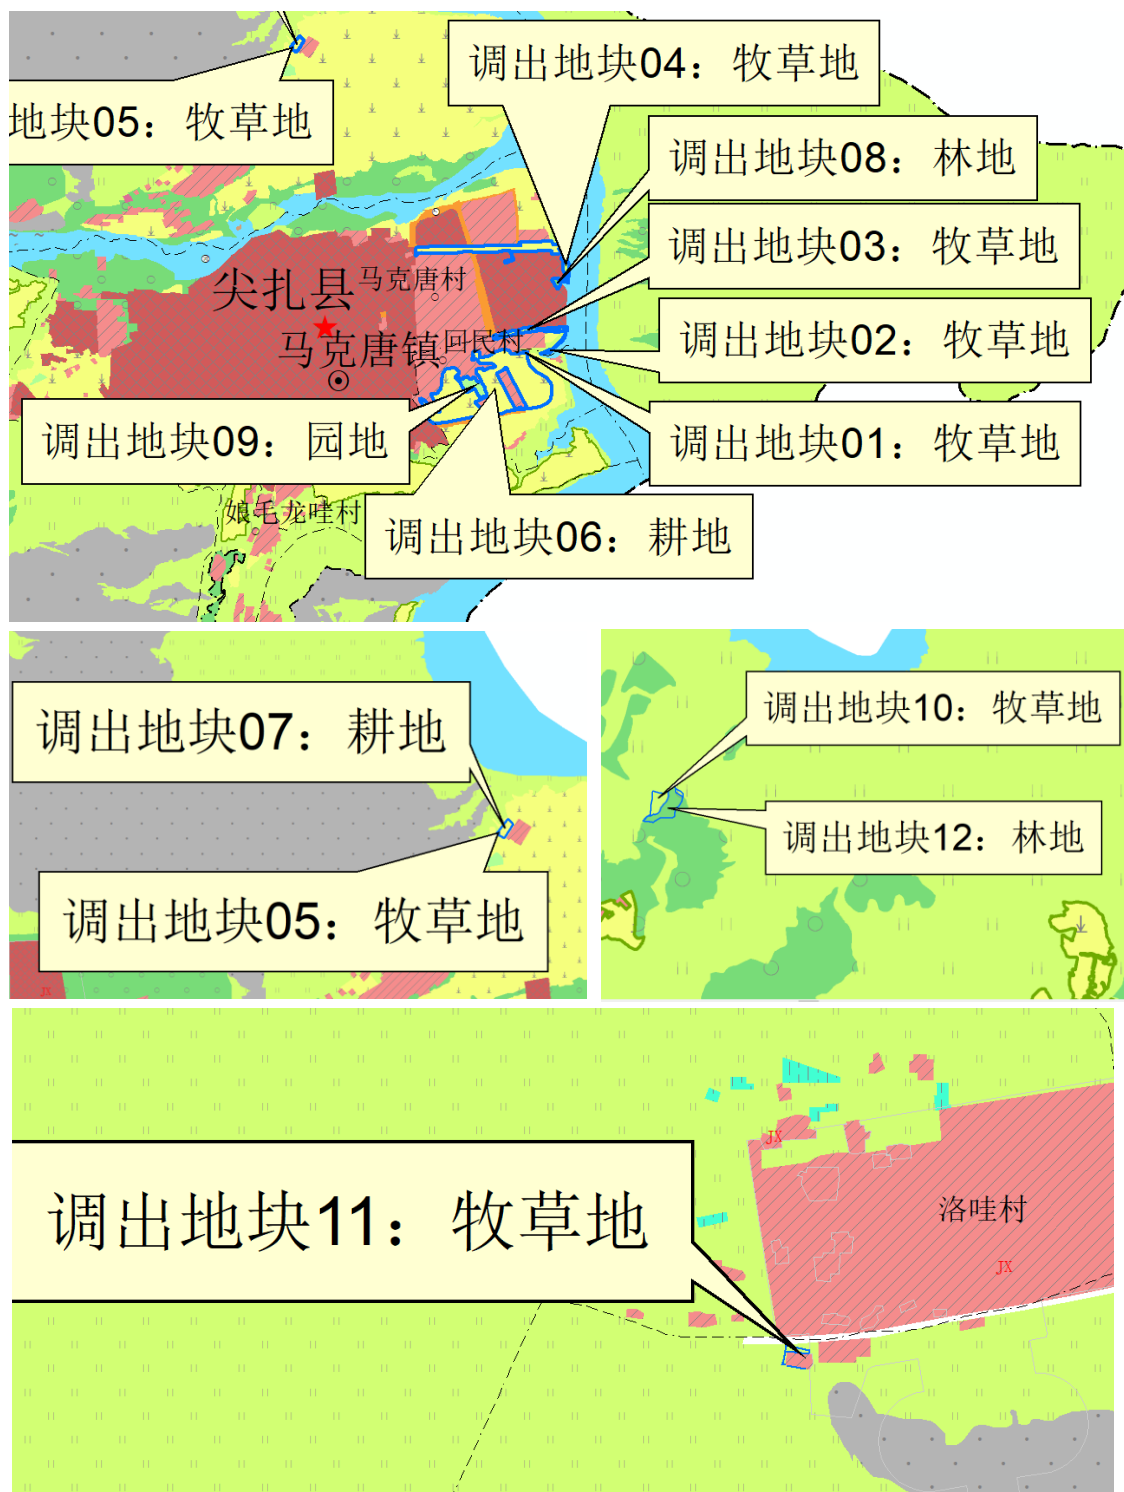 调出地块04：牧草地
地块05：牧草地
调出地块08：林地
调出地块03：牧草地
尖扎县
马克唐村
马克唐镇
回民村
调出地块02：牧草地
调出地块09：园地
调出地块01：牧草地
娘毛龙哇村
调出地块06：耕地
调出地块07：耕地
调出地块05：牧草地
JX
调出地块10：牧草地
调出地块12：林地
JX
调出地块11：牧草地
洛哇村
JX